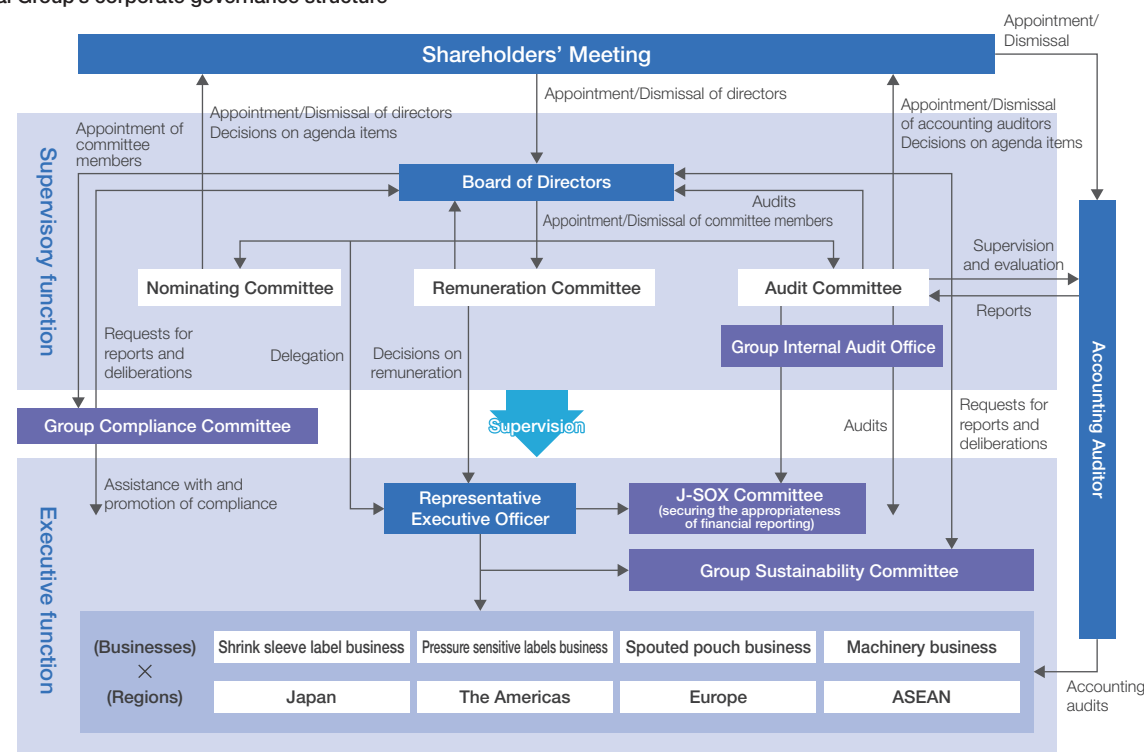 al Group's corporate governance structure
Appointment/
Dismissal
Shareholders' Meeting
Appointment/Dismissal of directors
Decisions on agenda items
Appointment/Dismissal of directors
Appointment/Dismissal
of accounting auditors
Decisions on agenda items
Appointment of
committee
members
Supervisory function
Board of Directors
Audits
Appointment/Dismissal of committee members
Supervision
and evaluation
Nominating Committee
Remuneration Committee
Audit Committee
Reports
Requests for
reports and
deliberations
Delegation
Decisions on
remuneration
Group Internal Audit Office
Accounting Auditor
Group Compliance Committee
Supervision
Audits
Requests for
reports and
deliberations
Assistance with and
promotion of compliance
Executive function
Representative
Executive Officer
J-SOX Committee
(securing the appropriateness
of financial reporting)
Group Sustainability Committee
(Businesses)
Shrink sleeve label business
Pressure sensitive labels business
Spouted pouch business
Machinery business
×
(Regions)
Japan
The Americas
Europe
ASEAN
Accounting
audits